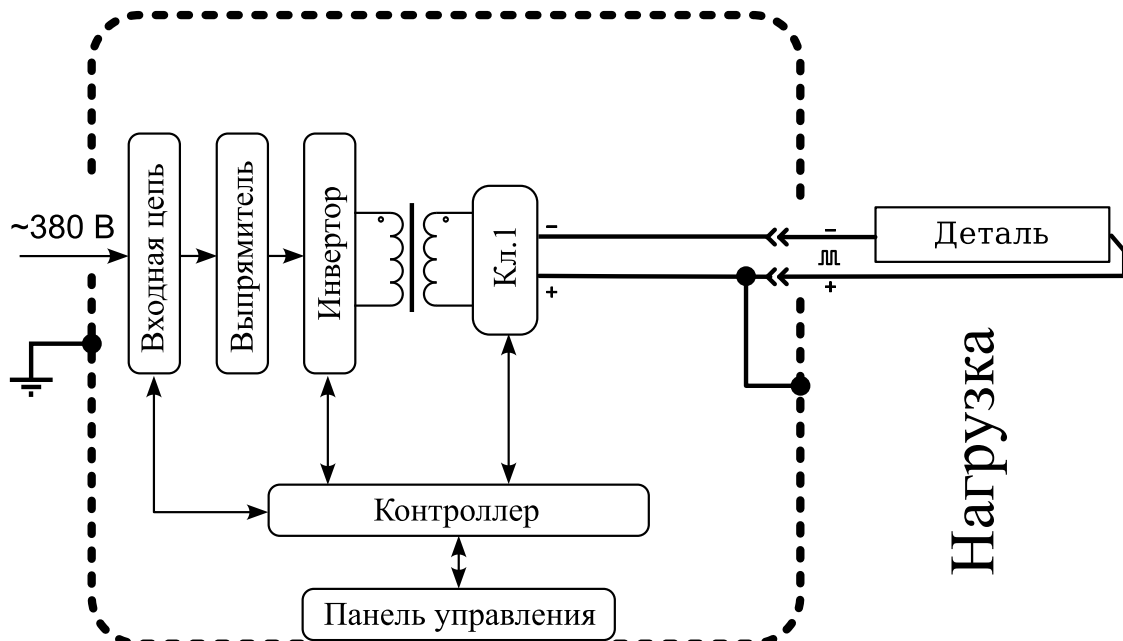 ~380 В
Входная цепь
Выпрямитель
Инвертор
Кл.1
−
+
−
+
Деталь
Нагрузка
Контроллер
Панель управления